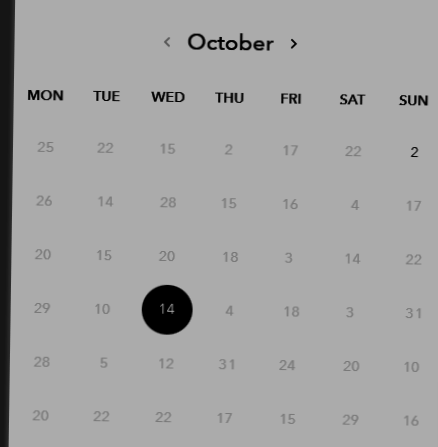 ‹ October ›
MON TUE WED THU FRI SAT SUN
25 22 15 2 17 22 2
26 14 28 15 16 4 17
20 15 20 18 3 14 22
29 10 14 4 18 3 31
28 5 12 31 24 20 10
20 22 22 17 15 29 16